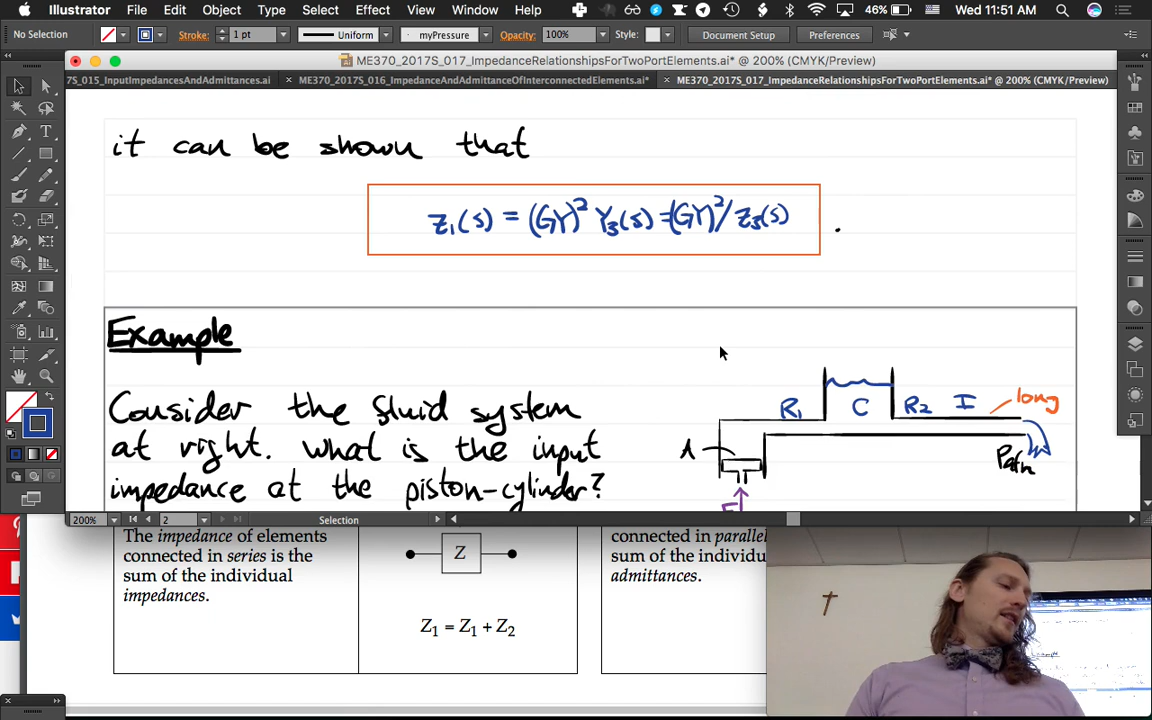 Illustrator File Edit Object Type Select Effect View Window Help 46% Wed 11:51 AM
No Selection Stroke: 1 pt Uniform myPressure Opacity: 100% Style: Document Setup Preferences
ME370_2017S_017_ImpedanceRelationshipsForTwoPortElements.ai* @ 200% (CMYK/Preview)
7S_015_InputImpedancesAndAdmittances.ai ME370_2017S_016_ImpedanceAndAdmittanceOfInterconnectedElements.ai* ME370_2017S_017_ImpedanceRelationshipsForTwoPortElements.ai* @ 200% (CMYK/Preview)
it can be shown that
Z₁(s) = (GY)² Y₃(s) = (GY)²/Z₃(s) .
Example
Consider the fluid system
at right. What is the input
impedance at the piston-cylinder?
R₁ C R₂ I long
A
Patm
F
200% 2 Selection
The impedance of elements
connected in series is the
sum of the individual
impedances.
Z
Z₁ = Z₁ + Z₂
connected in parallel
sum of the individu
admittances.